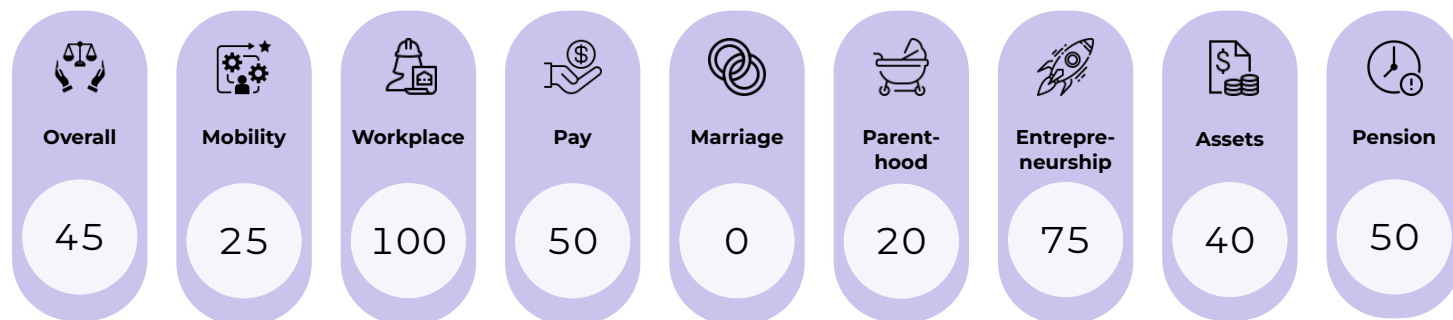 Overall
45
Mobility
25
Workplace
100
$
Pay
50
Marriage
0
Parent-
hood
20
Entrepre-
neurship
75
$
Assets
40
!
Pension
50